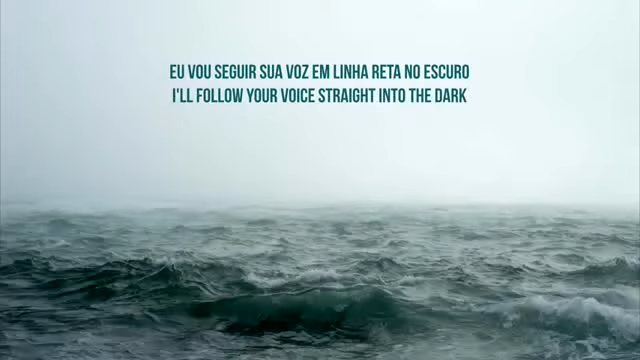 EU VOU SEGUIR SUA VOZ EM LINHA RETA NO ESCURO
I'LL FOLLOW YOUR VOICE STRAIGHT INTO THE DARK